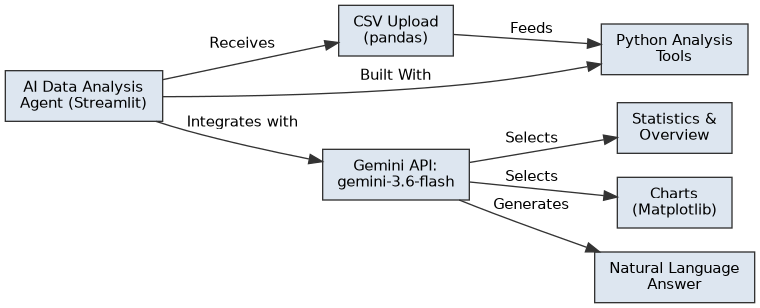 CSV Upload
(pandas)
Receives
Feeds
Python Analysis
Tools
AI Data Analysis
Agent (Streamlit)
Built With
Integrates with
Statistics &
Overview
Selects
Gemini API:
gemini-3.6-flash
Selects
Charts
(Matplotlib)
Generates
Natural Language
Answer